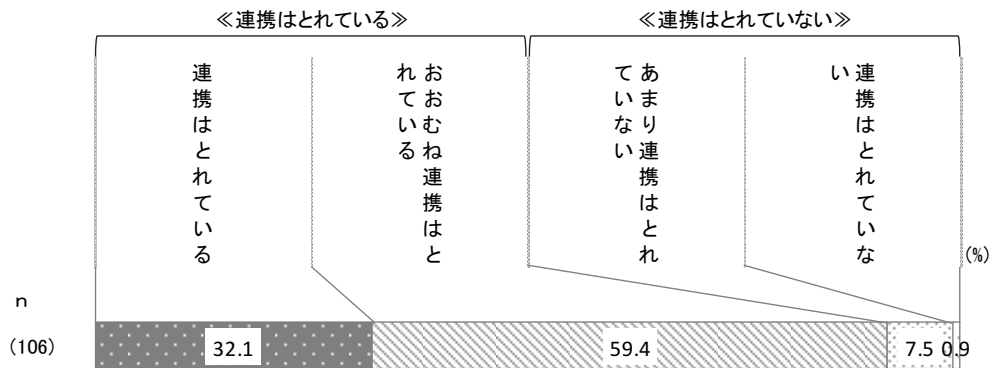 ≪連携はとれている≫
≪連携はとれていない≫
連携はとれている
おおむね連携はと
れている
あまり連携はとれ
ていない
連携はとれていな
い
(%)
n
(106)
32.1
59.4
7.5
0.9